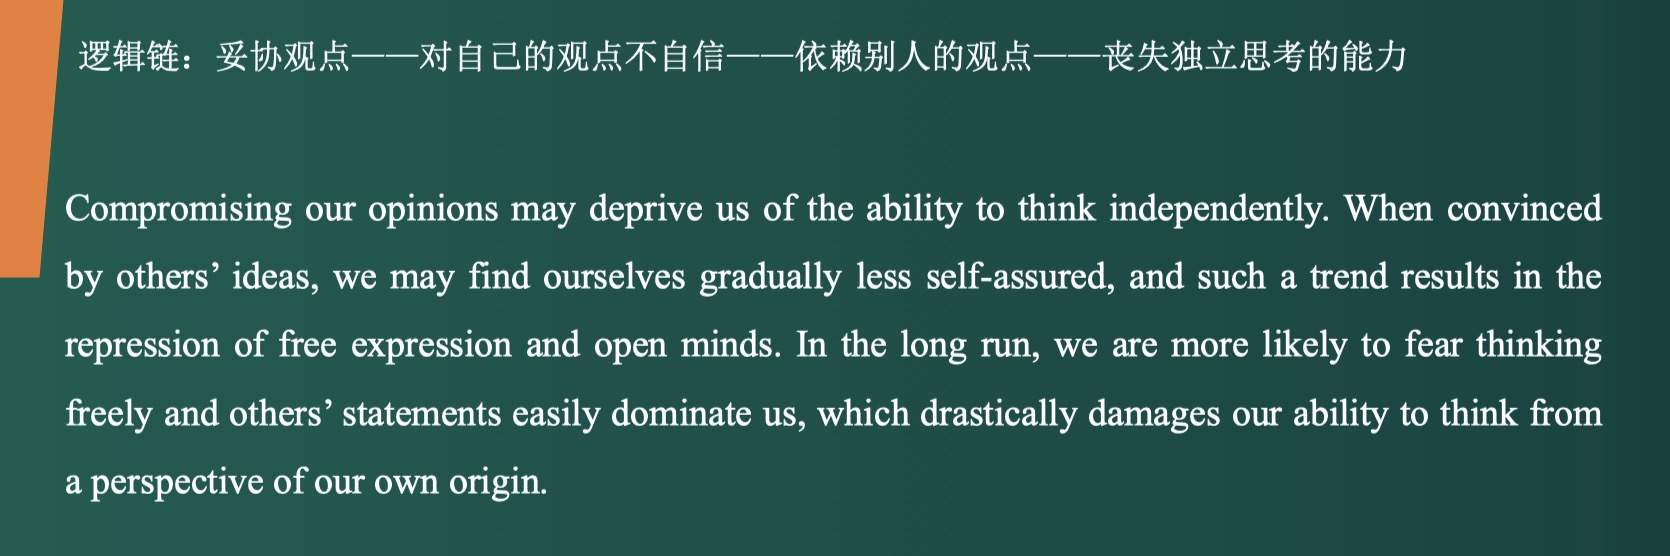 逻辑链：妥协观点——对自己的观点不自信——依赖别人的观点——丧失独立思考的能力
Compromising our opinions may deprive us of the ability to think independently. When convinced
by others’ ideas, we may find ourselves gradually less self-assured, and such a trend results in the
repression of free expression and open minds. In the long run, we are more likely to fear thinking
freely and others’ statements easily dominate us, which drastically damages our ability to think from
a perspective of our own origin.